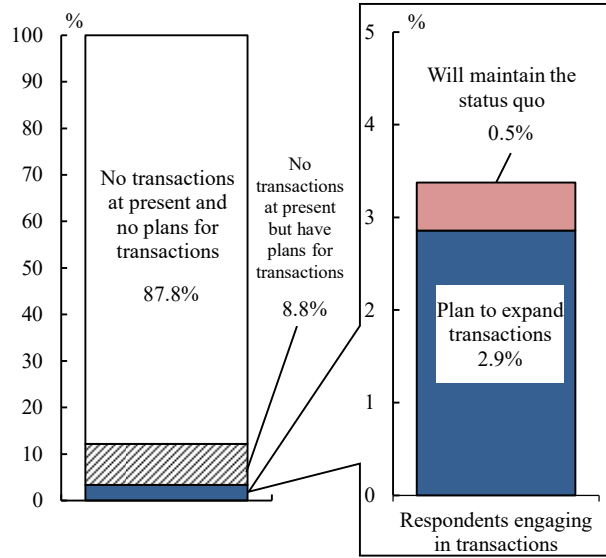 %
100
90
80
70
60
50
40
30
20
10
0
No transactions
at present and
no plans for
transactions
87.8%
No
transactions
at present
but have
plans for
transactions
8.8%
%
5
4
3
2
1
0
Will maintain the
status quo
0.5%
Plan to expand
transactions
2.9%
Respondents engaging
in transactions